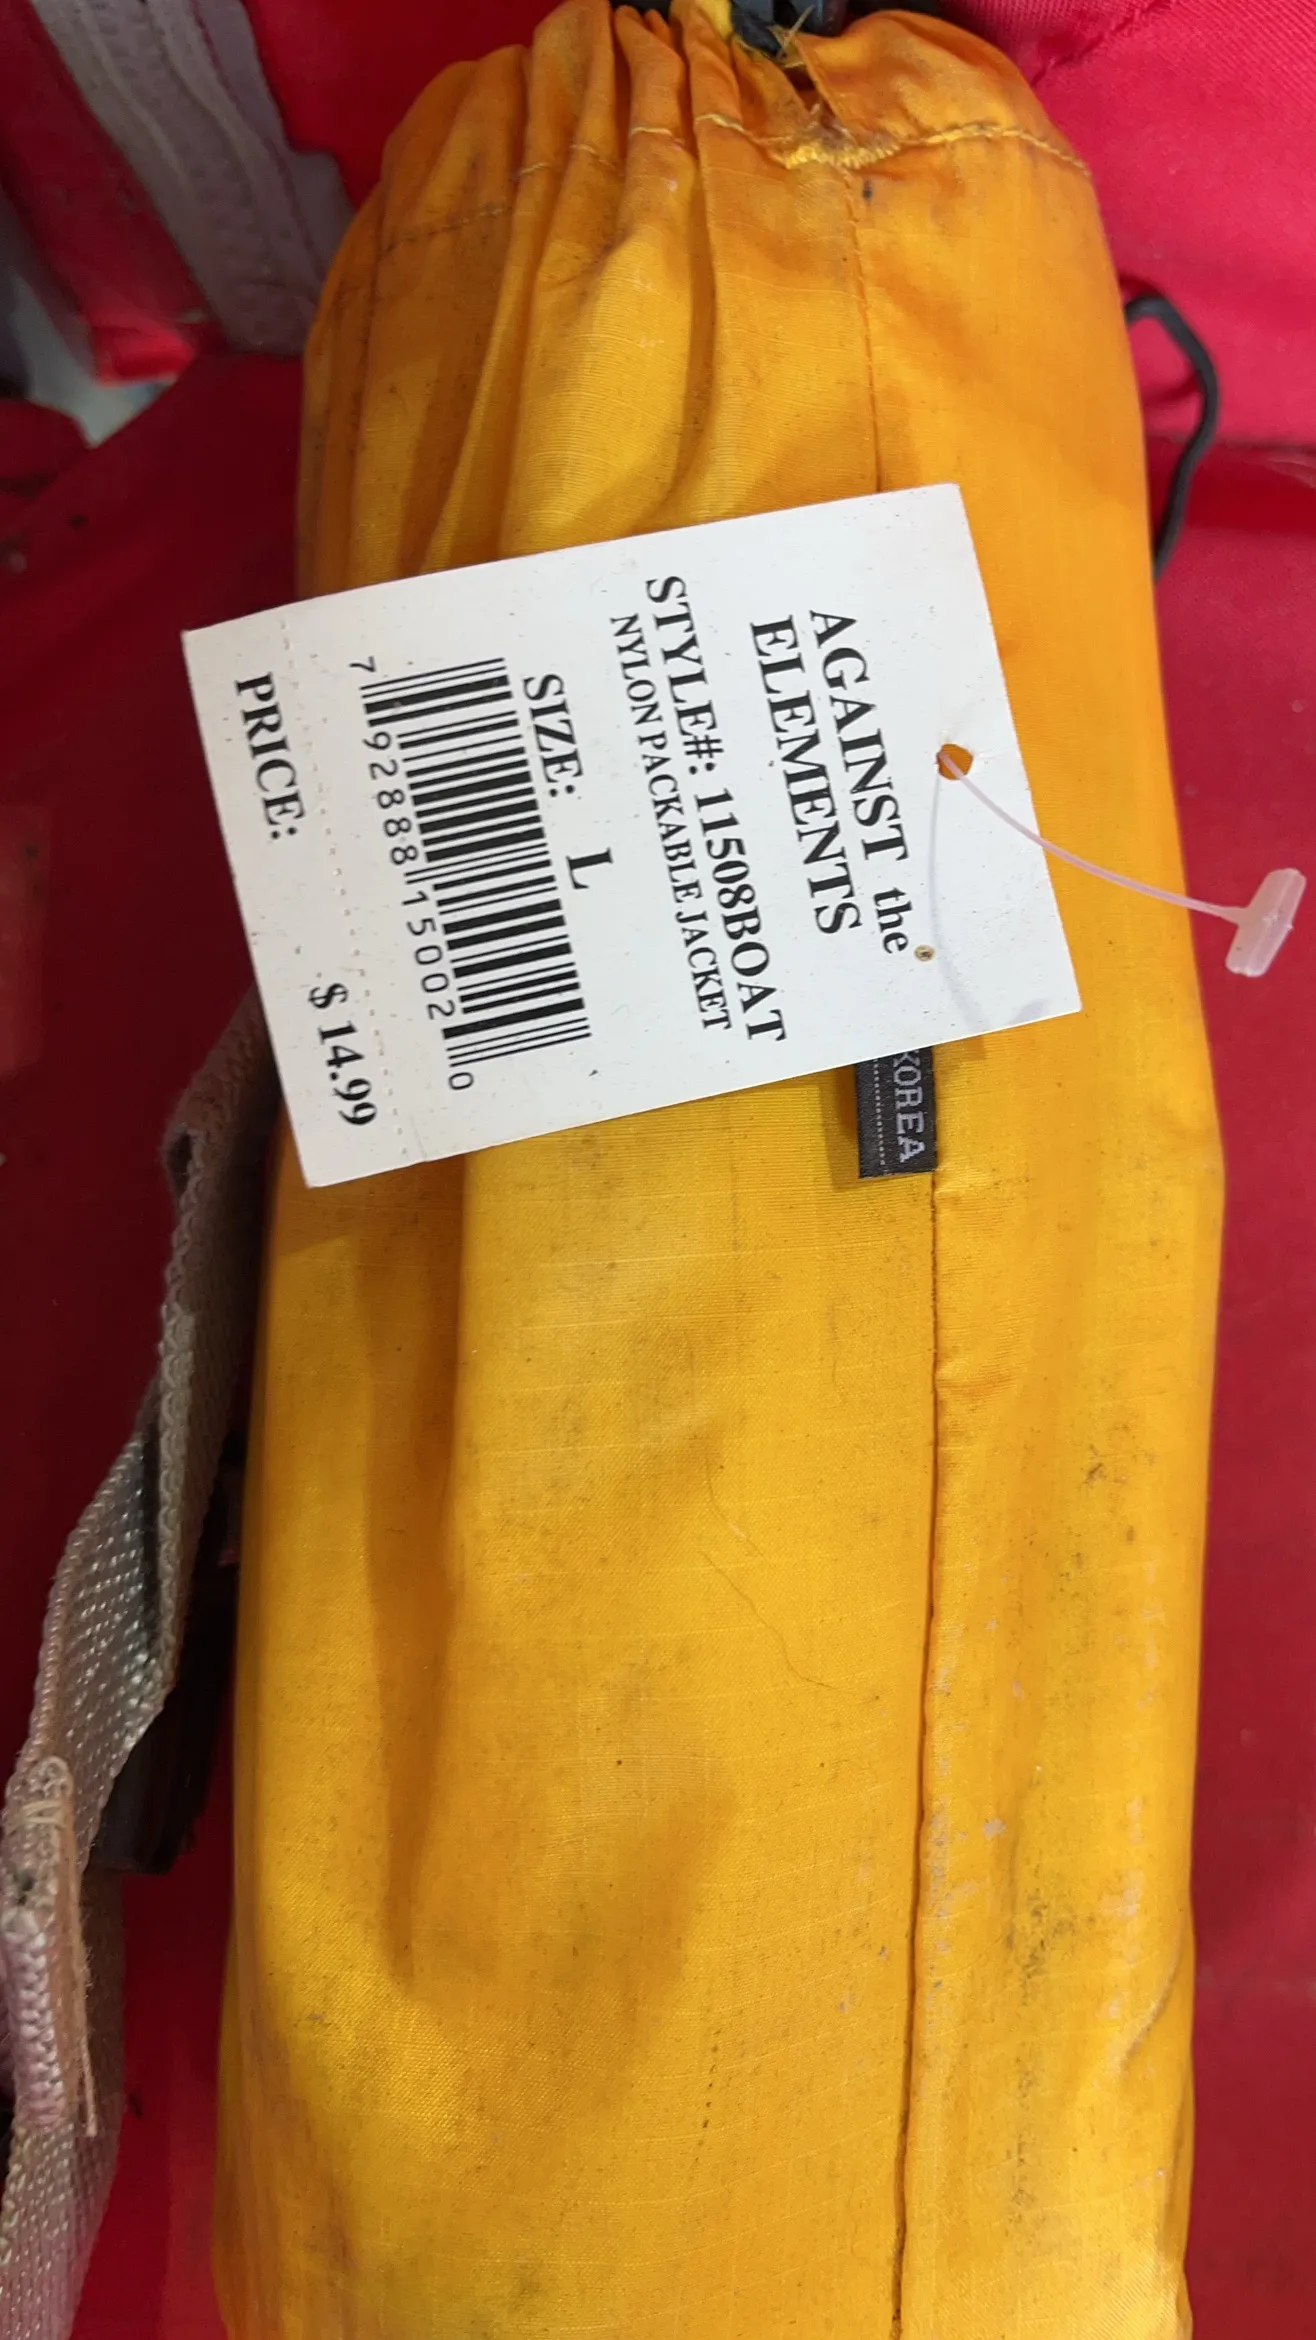 AGAINST the
ELEMENTS
STYLE#: 11508BOAT
NYLON PACKABLE JACKET
SIZE: L
7 92888 15002 0
PRICE: $ 14.99
KOREA